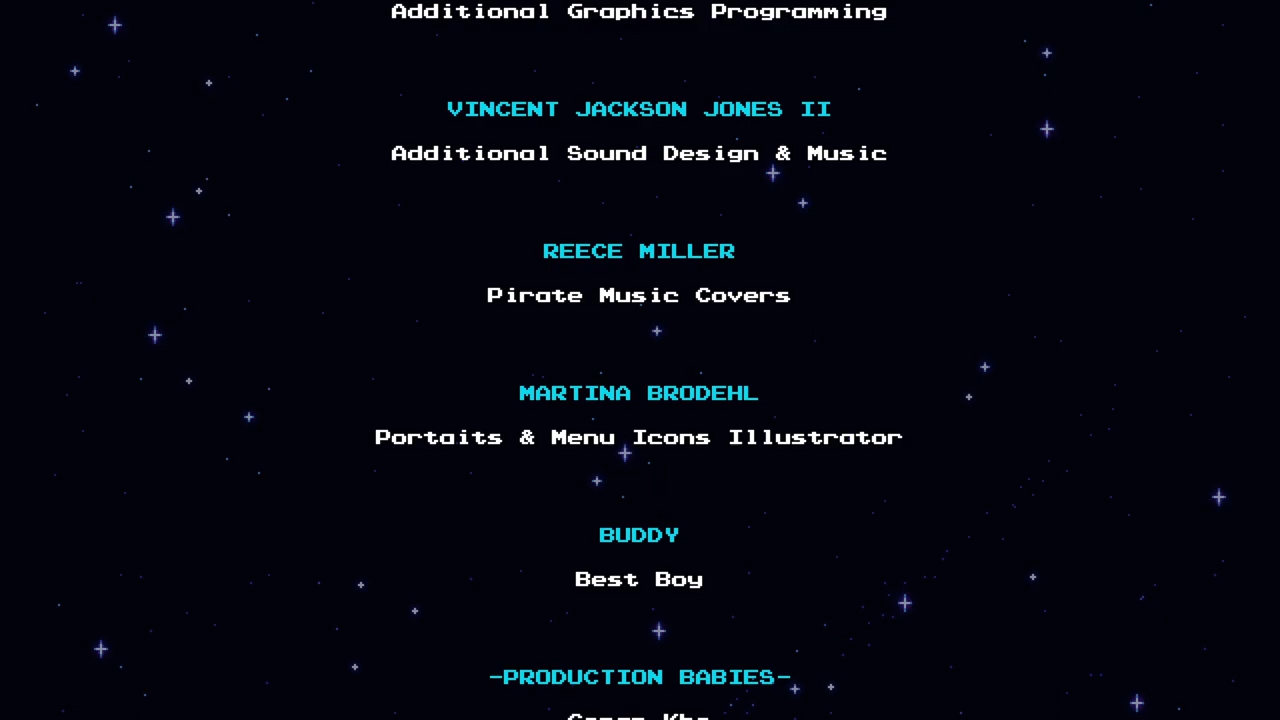 Additional Graphics Programming
VINCENT JACKSON JONES II
Additional Sound Design & Music
REECE MILLER
Pirate Music Covers
MARTINA BRODEHL
Portaits & Menu Icons Illustrator
BUDDY
Best Boy
-PRODUCTION BABIES-